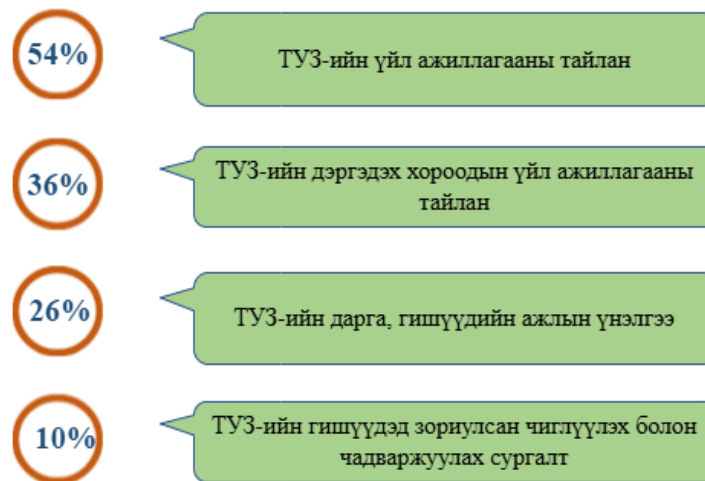 54%
ТУЗ-ийн үйл ажиллагааны тайлан
36%
ТУЗ-ийн дэргэдэх хороодын үйл ажиллагааны
тайлан
26%
ТУЗ-ийн дарга, гишүүдийн ажлын үнэлгээ
10%
ТУЗ-ийн гишүүдэд зориулсан чиглүүлэх болон
чадваржуулах сургалт